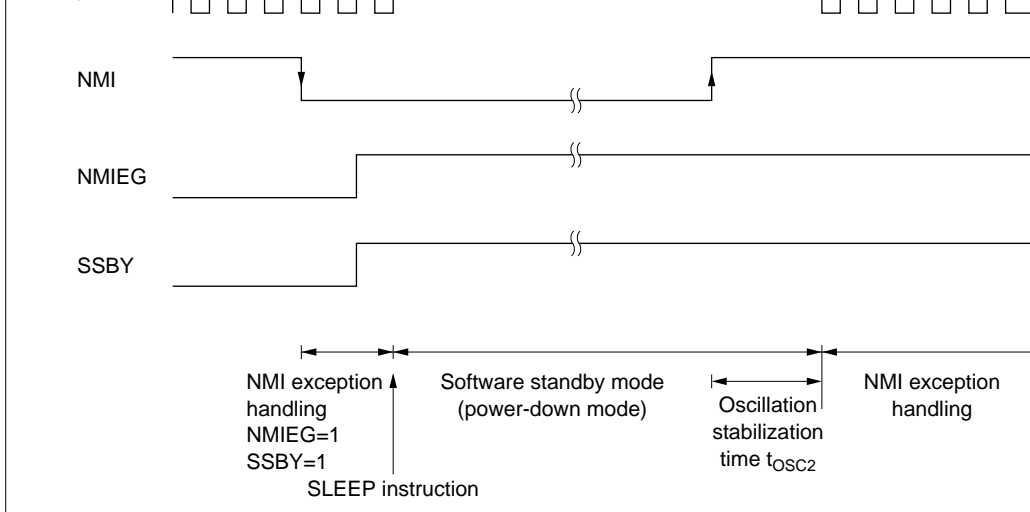 NMI
NMIEG
SSBY
NMI exception
handling
NMIEG=1
SSBY=1
SLEEP instruction
Software standby mode
(power-down mode)
Oscillation
stabilization
time tOSC2
NMI exception
handling